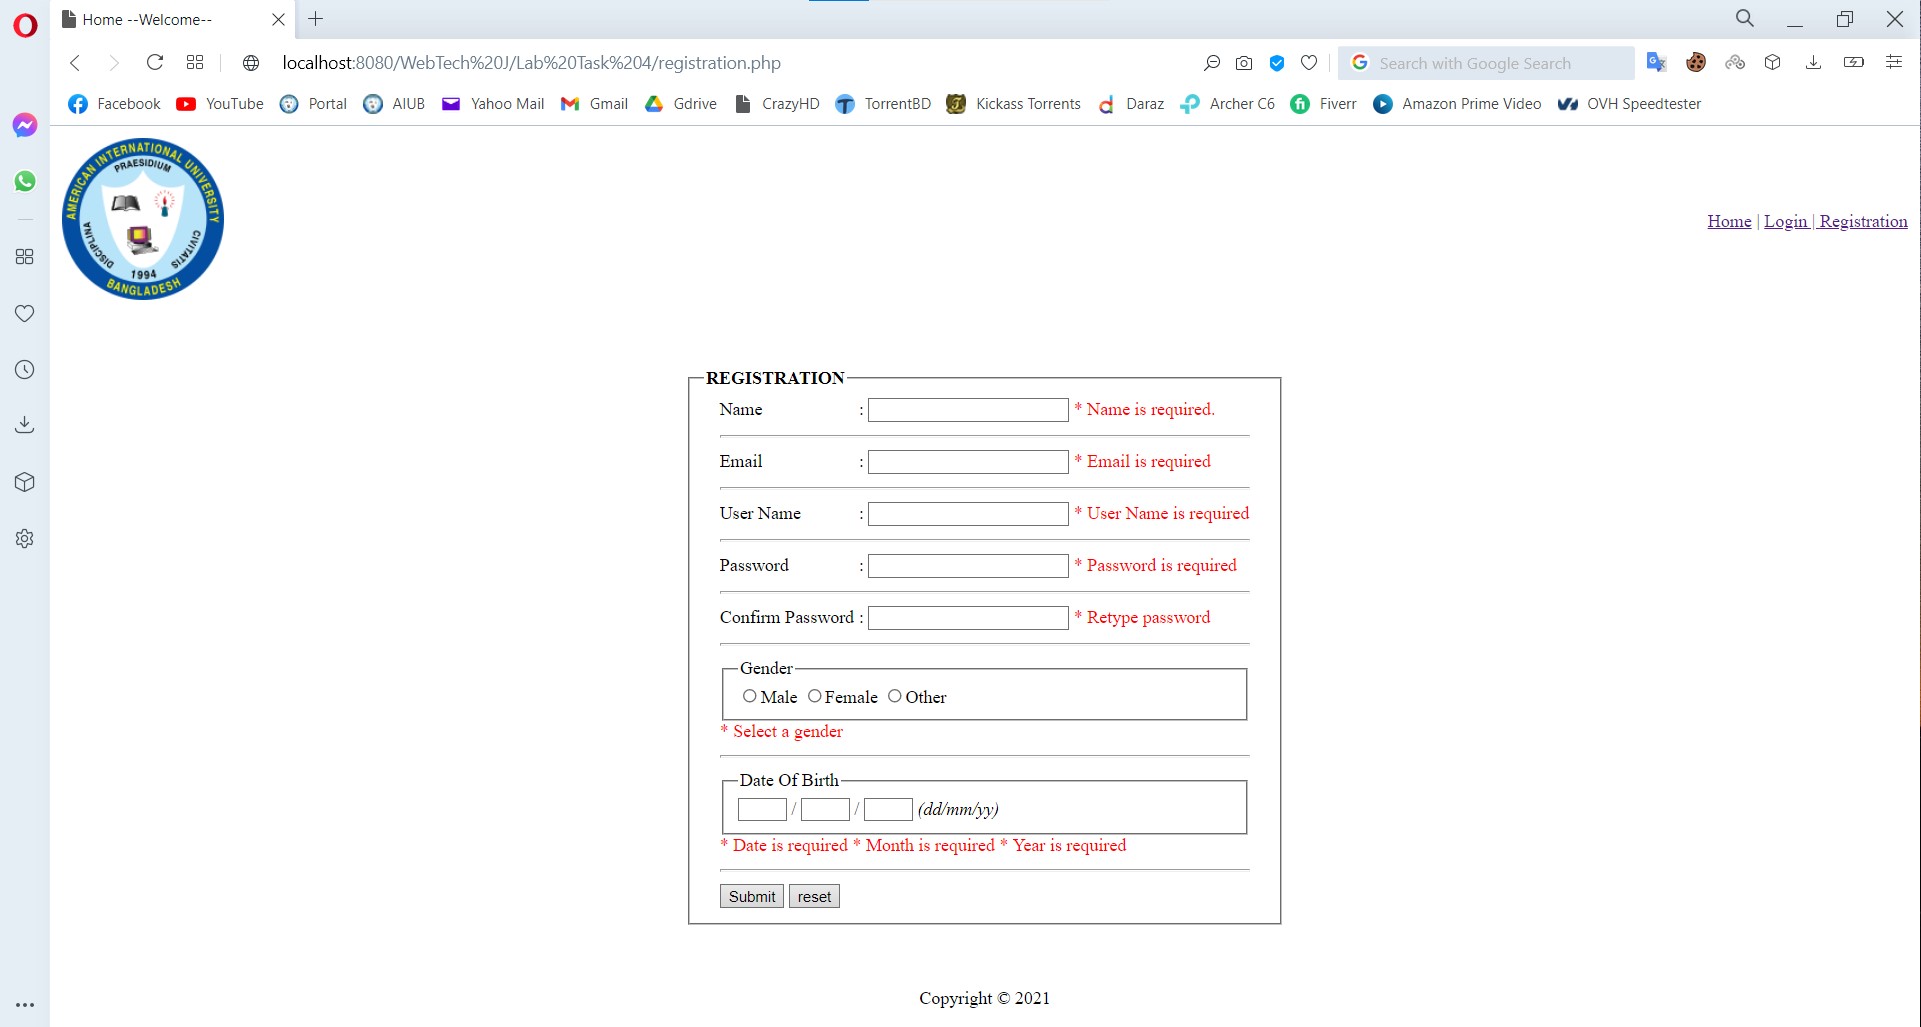 Home --Welcome--
localhost:8080/WebTech%20J/Lab%20Task%204/registration.php
Search with Google Search
Facebook YouTube Portal AIUB Yahoo Mail Gmail Gdrive CrazyHD TorrentBD Kickass Torrents Daraz Archer C6 Fiverr Amazon Prime Video OVH Speedtester
AMERICAN INTERNATIONAL UNIVERSITY
PRAESIDIUM
DISCIPLINA
CIVITATIS
1994
BANGLADESH
Home | Login | Registration
REGISTRATION
Name : * Name is required.
Email : * Email is required
User Name : * User Name is required
Password : * Password is required
Confirm Password : * Retype password
Gender
Male Female Other
* Select a gender
Date Of Birth
/ / (dd/mm/yy)
* Date is required * Month is required * Year is required
Submit reset
Copyright © 2021